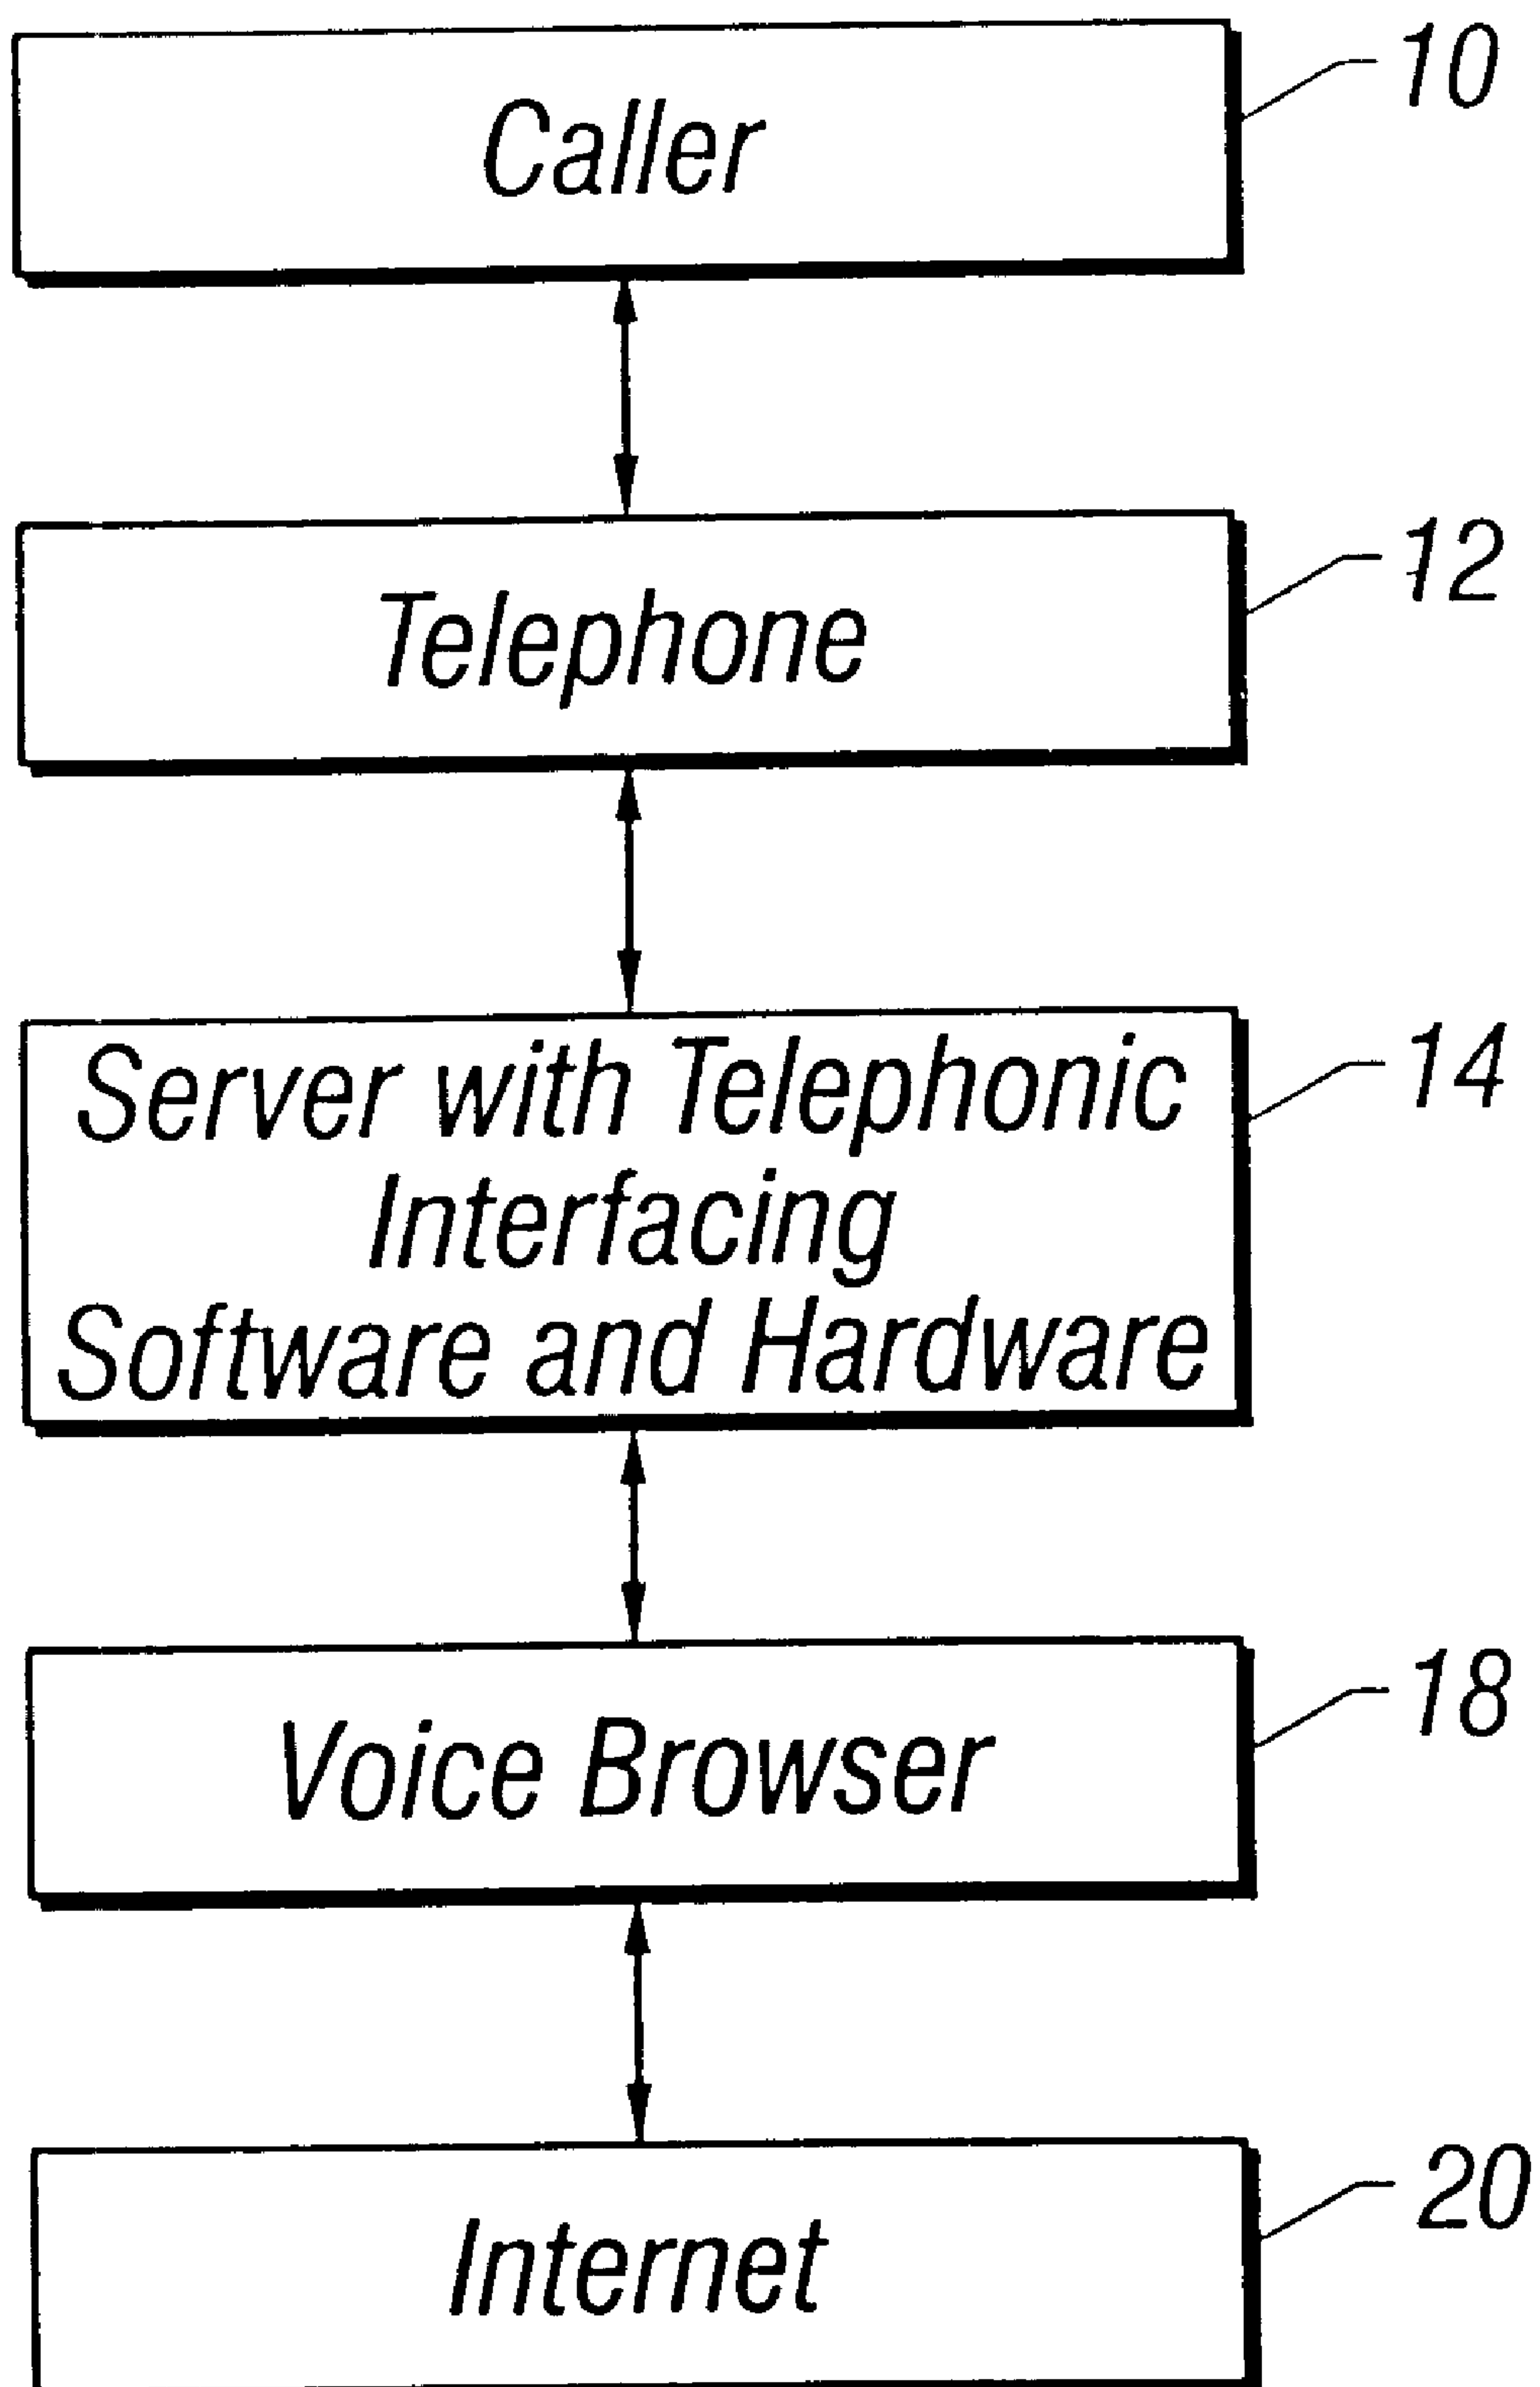 Caller
10
Telephone
12
Server with Telephonic
Interfacing
Software and Hardware
14
Voice Browser
18
Internet
20